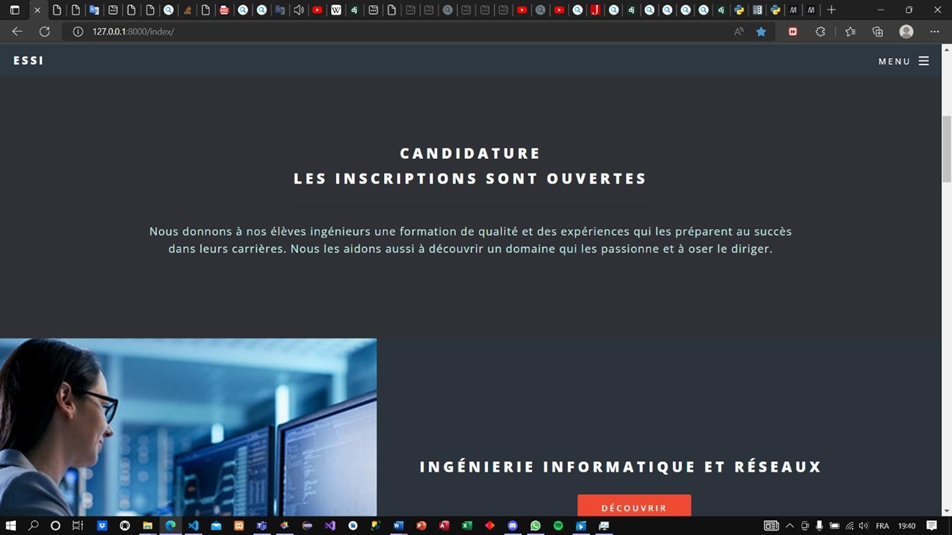 127.0.0.1:8000/index/
ESSI
MENU
CANDIDATURE
LES INSCRIPTIONS SONT OUVERTES
Nous donnons à nos élèves ingénieurs une formation de qualité et des expériences qui les préparent au succès
dans leurs carrières. Nous les aidons aussi à découvrir un domaine qui les passionne et à oser le diriger.
INGÉNIERIE INFORMATIQUE ET RÉSEAUX
DÉCOUVRIR
FRA
19:40